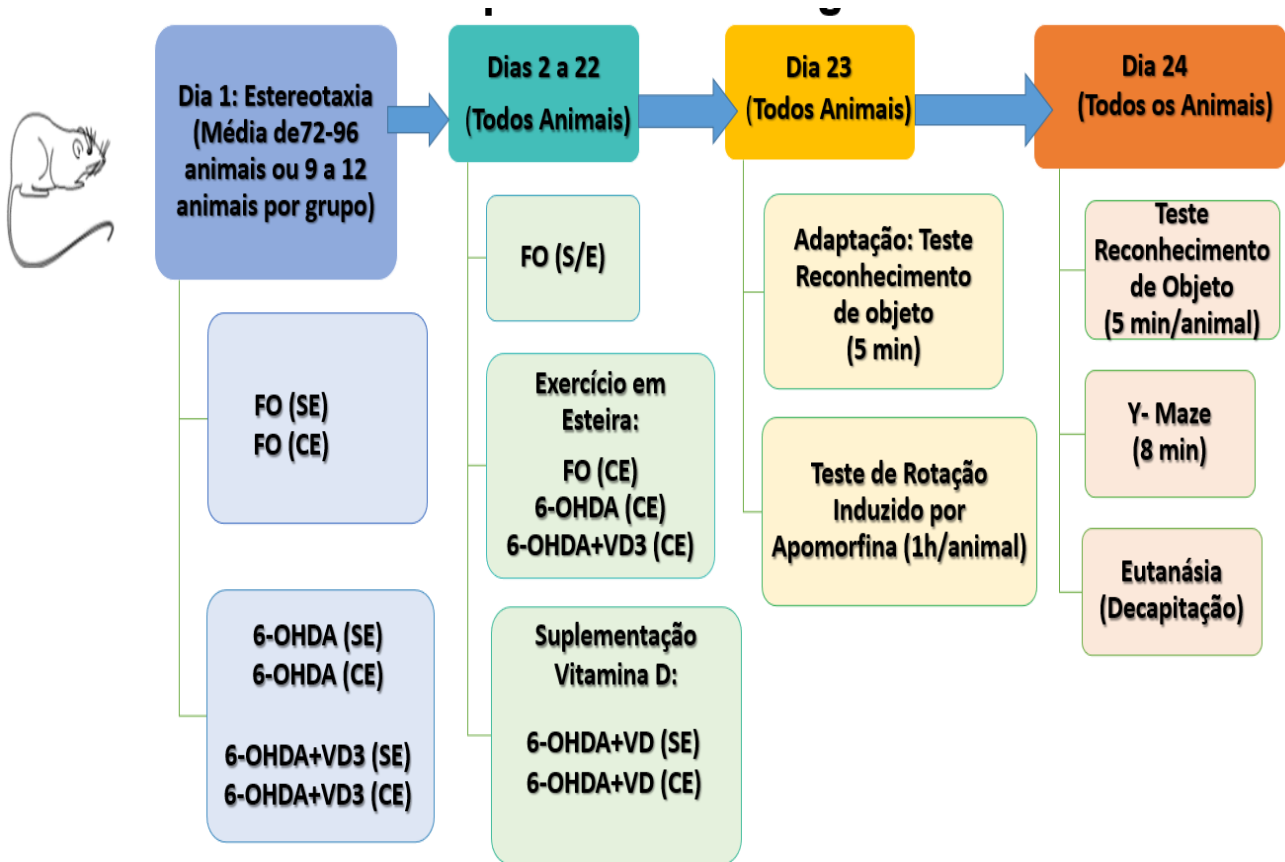 Dia 1: Estereotaxia
(Média de72-96
animais ou 9 a 12
animais por grupo)
FO (SE)
FO (CE)
6-OHDA (SE)
6-OHDA (CE)
6-OHDA+VD3 (SE)
6-OHDA+VD3 (CE)
Dias 2 a 22
(Todos Animais)
FO (S/E)
Exercício em
Esteira:
FO (CE)
6-OHDA (CE)
6-OHDA+VD3 (CE)
Suplementação
Vitamina D:
6-OHDA+VD (SE)
6-OHDA+VD (CE)
Dia 23
(Todos Animais)
Adaptação: Teste
Reconhecimento
de objeto
(5 min)
Teste de Rotação
Induzido por
Apomorfina (1h/animal)
Dia 24
(Todos os Animais)
Teste
Reconhecimento
de Objeto
(5 min/animal)
Y- Maze
(8 min)
Eutanásia
(Decapitação)